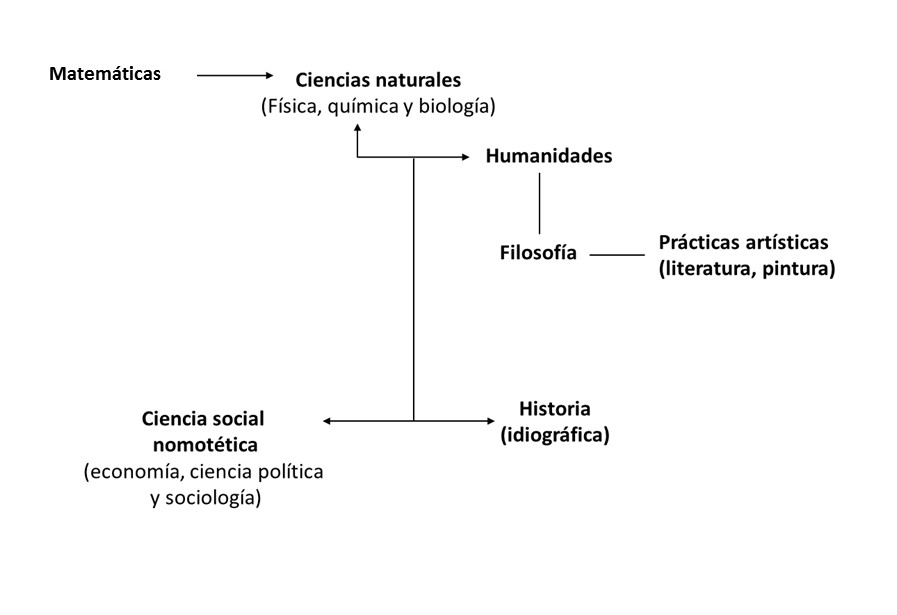 Matemáticas
Ciencias naturales
(Física, química y biología)
Humanidades
Filosofía
Prácticas artísticas
(literatura, pintura)
Ciencia social
nomotética
(economía, ciencia política
y sociología)
Historia
(idiográfica)